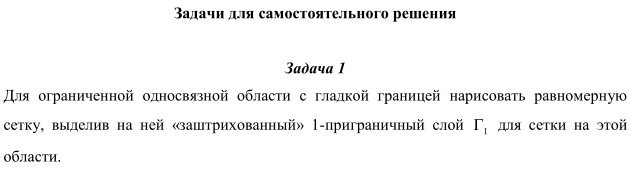 Задачи для самостоятельного решения
Задача 1
Для ограниченной односвязной области с гладкой границей нарисовать равномерную
сетку, выделив на ней «заштрихованный» 1-приграничный слой Γ₁ для сетки на этой
области.